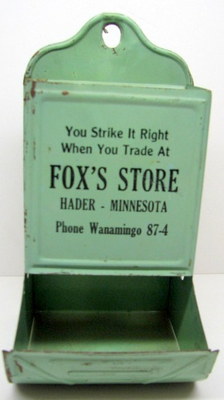 You Strike It Right
When You Trade At
FOX'S STORE
HADER - MINNESOTA
Phone Wanamingo 87-4